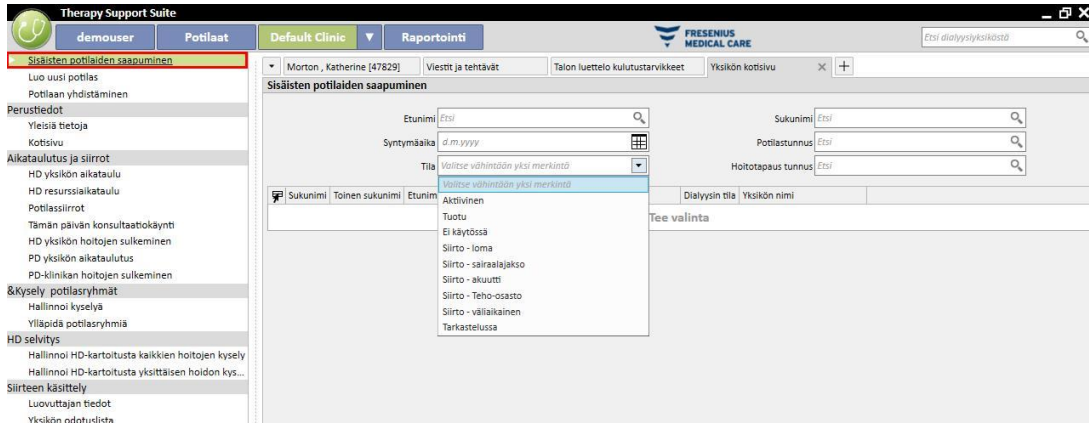 Therapy Support Suite
demouser Potilaat Default Clinic Raportointi FRESENIUS MEDICAL CARE Etsi dialyysiyksiköstä
Sisäisten potilaiden saapuminen
Luo uusi potilas
Potilaan yhdistäminen
Perustiedot
Yleisiä tietoja
Kotisivu
Aikataulutus ja siirrot
HD yksikön aikataulu
HD resurssiaikataulu
Potilassiirrot
Tämän päivän konsultaatiokäynti
HD yksikön hoitojen sulkeminen
PD yksikön aikataulutus
PD-klinikan hoitojen sulkeminen
&Kysely potilasryhmät
Hallinnoi kyselyä
Ylläpidä potilasryhmiä
HD selvitys
Hallinnoi HD-kartoitusta kaikkien hoitojen kysely
Hallinnoi HD-kartoitusta yksittäisen hoidon kys...
Siirteen käsittely
Luovuttajan tiedot
Yksikön odotuslista
Morton , Katherine [47829] Viestit ja tehtävät Talon luettelo kulutustarvikkeet Yksikön kotisivu
Sisäisten potilaiden saapuminen
Etunimi Etsi Sukunimi Etsi
Syntymäaika d.m.yyyy Potilastunnus Etsi
Tila Valitse vähintään yksi merkintä Hoitotapaus tunnus Etsi
Valitse vähintään yksi merkintä
Sukunimi Toinen sukunimi Etunim Dialyysin tila Yksikön nimi
Tee valinta
Aktiivinen
Tuotu
Ei käytössä
Siirto - loma
Siirto - sairaalajakso
Siirto - akuutti
Siirto - Teho-osasto
Siirto - väliaikainen
Tarkastelussa